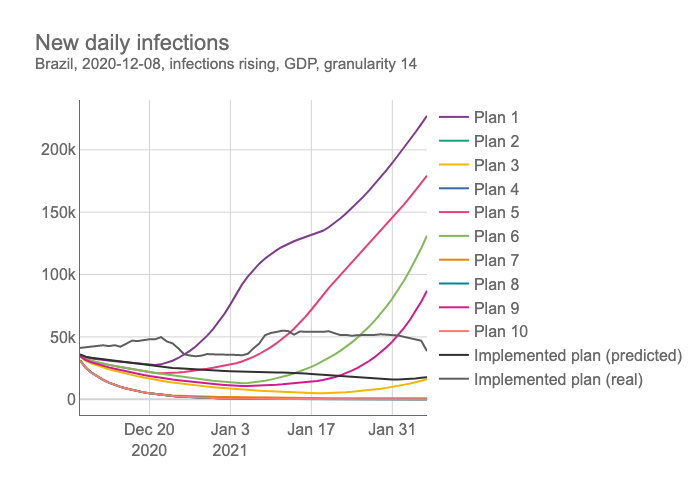 New daily infections
Brazil, 2020-12-08, infections rising, GDP, granularity 14
200k
150k
100k
50k
0
Dec 20
2020
Jan 3
2021
Jan 17
Jan 31
Plan 1
Plan 2
Plan 3
Plan 4
Plan 5
Plan 6
Plan 7
Plan 8
Plan 9
Plan 10
Implemented plan (predicted)
Implemented plan (real)